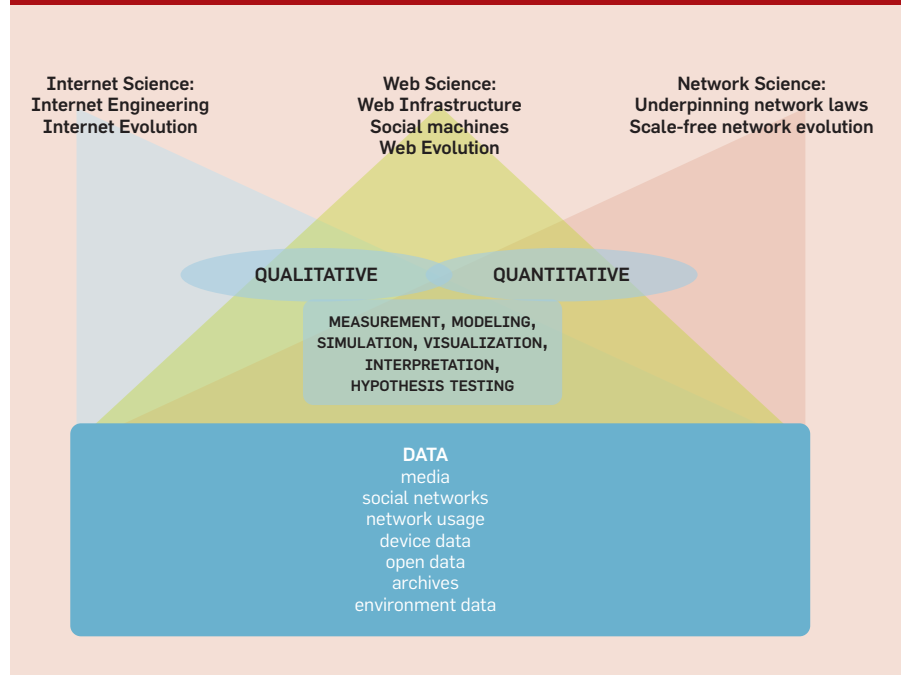 Internet Science:
Internet Engineering
Internet Evolution
Web Science:
Web Infrastructure
Social machines
Web Evolution
Network Science:
Underpinning network laws
Scale-free network evolution
QUALITATIVE
QUANTITATIVE
MEASUREMENT, MODELING,
SIMULATION, VISUALIZATION,
INTERPRETATION,
HYPOTHESIS TESTING
DATA
media
social networks
network usage
device data
open data
archives
environment data